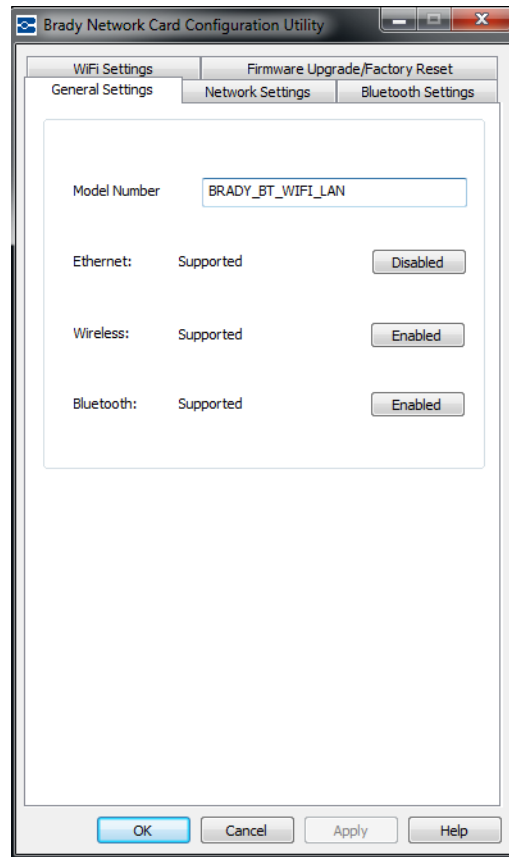 Brady Network Card Configuration Utility
WiFi Settings Firmware Upgrade/Factory Reset
General Settings Network Settings Bluetooth Settings
Model Number BRADY_BT_WIFI_LAN
Ethernet: Supported Disabled
Wireless: Supported Enabled
Bluetooth: Supported Enabled
OK Cancel Apply Help